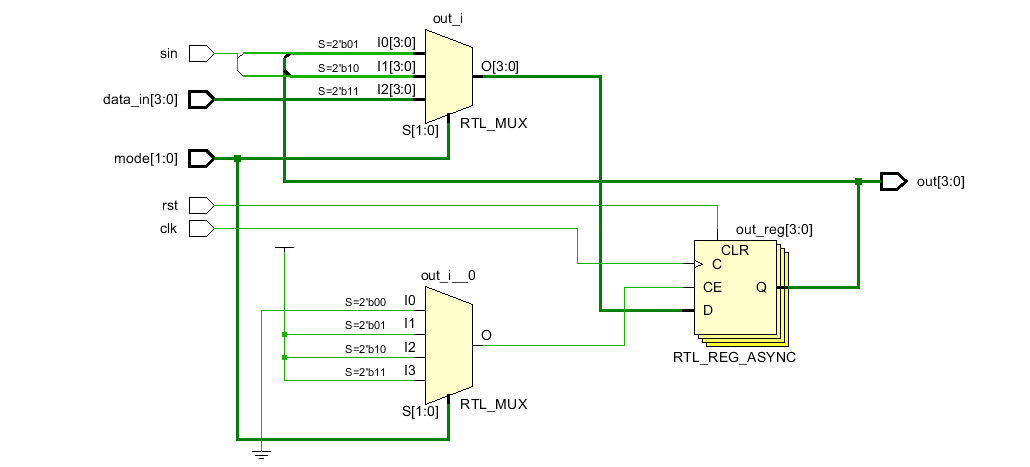 out_i
sin
S=2'b01 I0[3:0]
S=2'b10 I1[3:0] O[3:0]
data_in[3:0] S=2'b11 I2[3:0]
S[1:0] RTL_MUX
mode[1:0]
out[3:0]
rst
clk
out_reg[3:0]
CLR
C
CE Q
D
RTL_REG_ASYNC
out_i__0
S=2'b00 I0
S=2'b01 I1
S=2'b10 I2 O
S=2'b11 I3
S[1:0] RTL_MUX